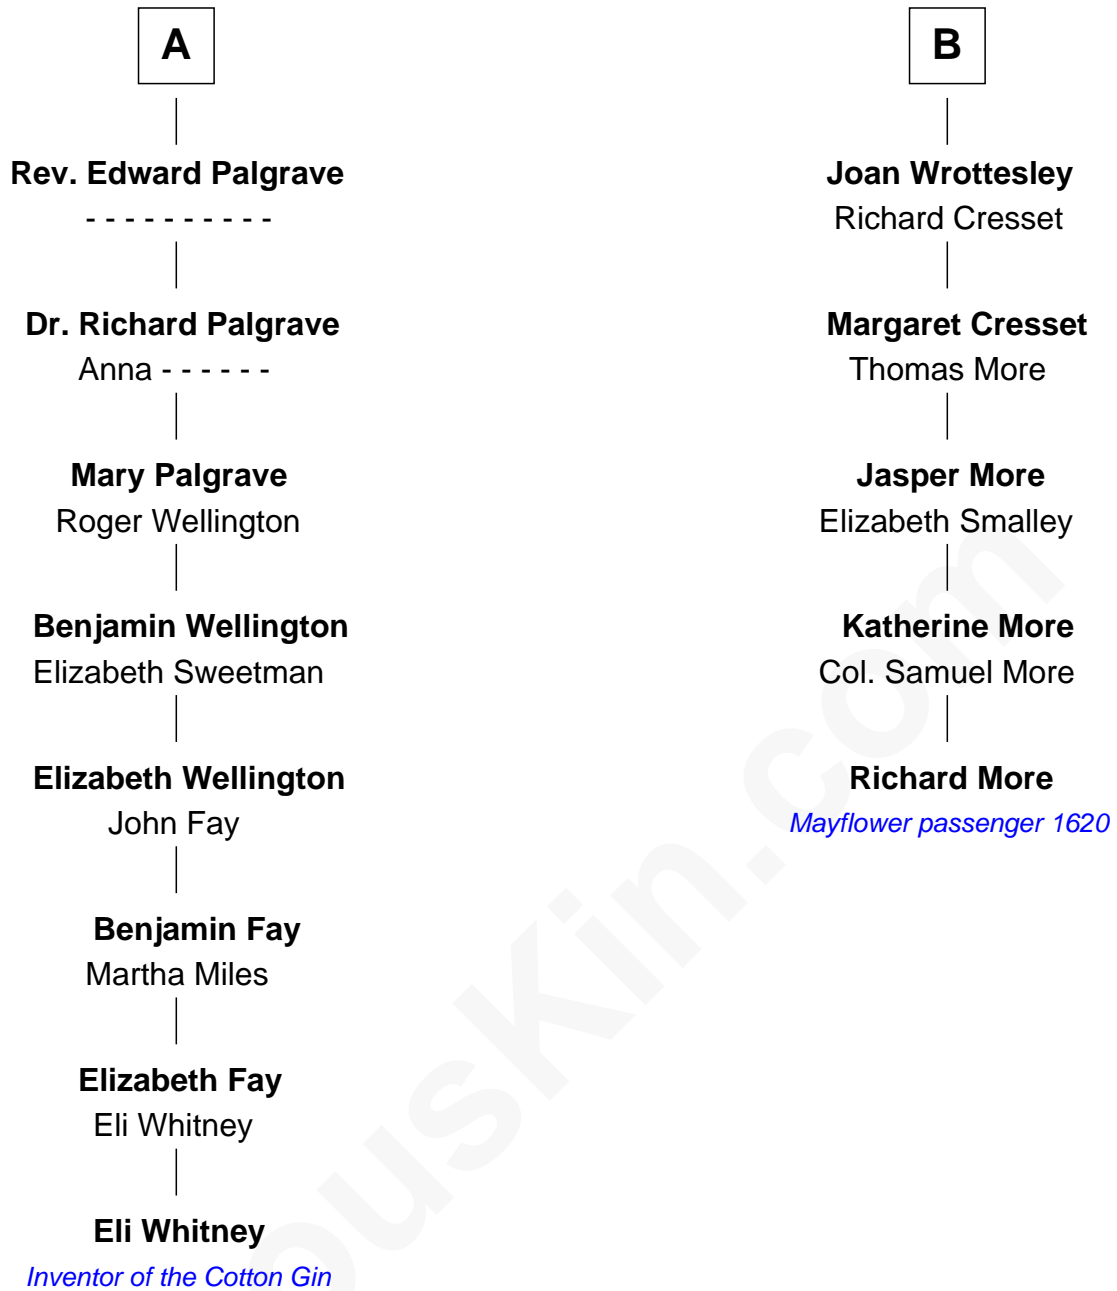 A
Rev. Edward Palgrave
- - - - - - - - - -
Dr. Richard Palgrave
Anna - - - - - -
Mary Palgrave
Roger Wellington
Benjamin Wellington
Elizabeth Sweetman
Elizabeth Wellington
John Fay
Benjamin Fay
Martha Miles
Elizabeth Fay
Eli Whitney
Eli Whitney
Inventor of the Cotton Gin
B
Joan Wrottesley
Richard Cresset
Margaret Cresset
Thomas More
Jasper More
Elizabeth Smalley
Katherine More
Col. Samuel More
Richard More
Mayflower passenger 1620
ousKin.com